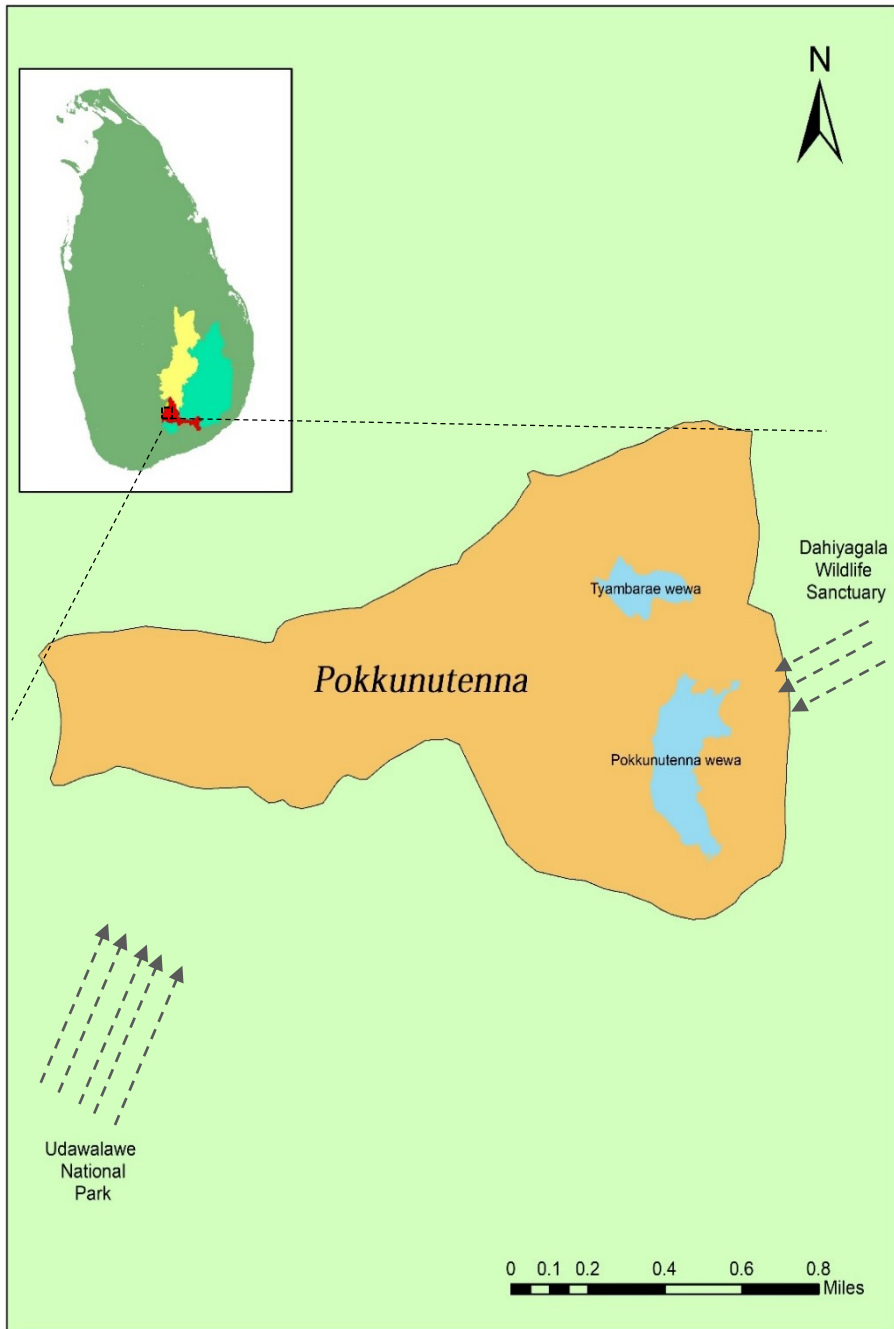 N
Dahiyagala
Wildlife
Sanctuary
Tyambarae wewa
Pokkunutenna
Pokkunutenna wewa
Udawalawe
National
Park
0 0.1 0.2 0.4 0.6 0.8
Miles